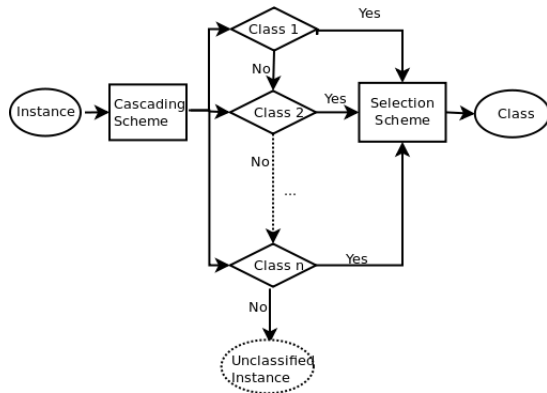 Class 1
Yes
No
Instance
Cascading
Scheme
Class 2
Yes
Selection
Scheme
Class
No
...
Class n
Yes
No
Unclassified
Instance